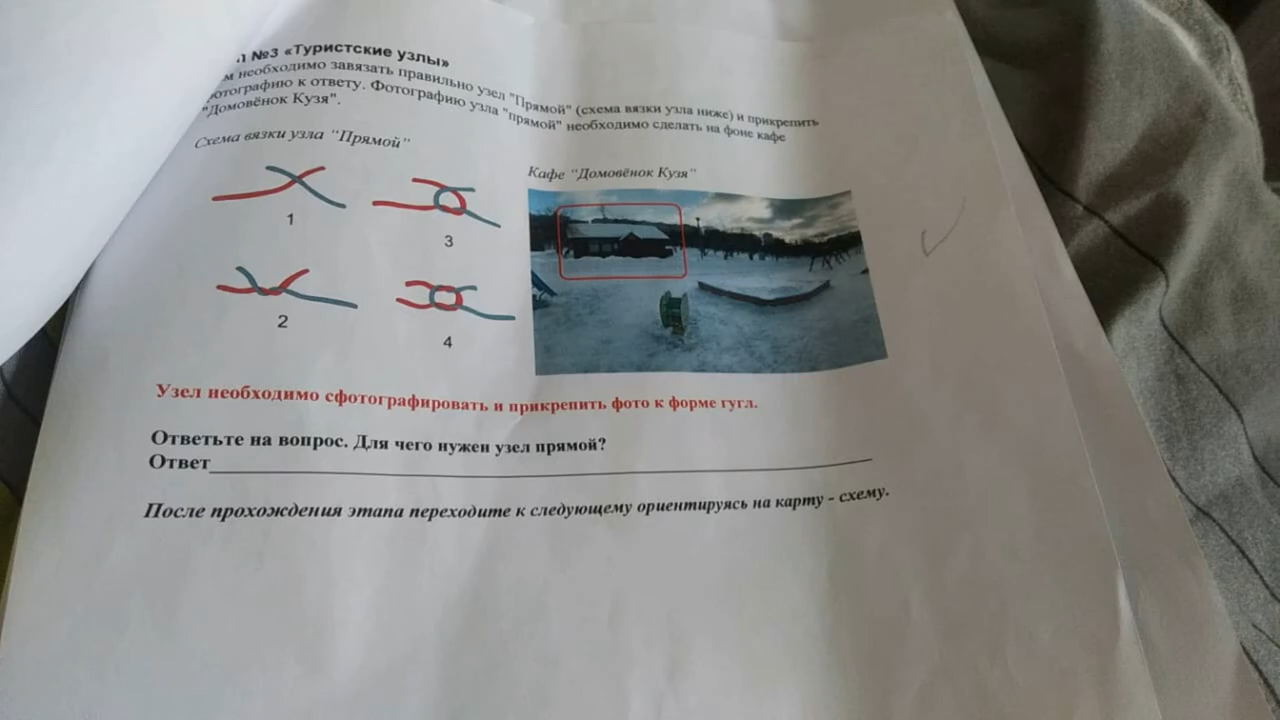 №3 «Туристские узлы»
необходимо завязать правильно узел "Прямой" (схема вязки узла ниже) и прикрепить
фотографию к ответу. Фотографию узла "прямой" необходимо сделать на фоне кафе
"Домовёнок Кузя".
Схема вязки узла "Прямой"
Кафе "Домовёнок Кузя"
1
3
2
4
Узел необходимо сфотографировать и прикрепить фото к форме гугл.
Ответьте на вопрос. Для чего нужен узел прямой?
Ответ
После прохождения этапа переходите к следующему ориентируясь на карту - схему.